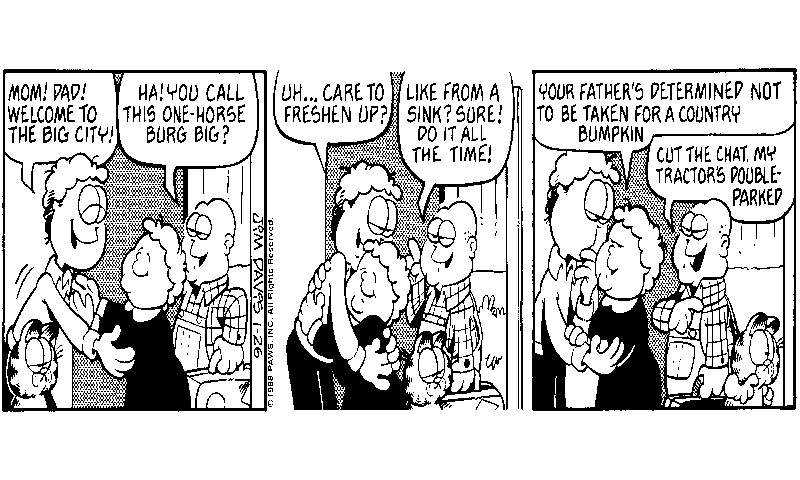 MOM! DAD!
WELCOME TO
THE BIG CITY!
HA! YOU CALL
THIS ONE-HORSE
BURG BIG?
JIM DAVIS 1-26
© 1988 PAWS, INC. All Rights Reserved.
UH... CARE TO
FRESHEN UP?
LIKE FROM A
SINK? SURE!
DO IT ALL
THE TIME!
YOUR FATHER'S DETERMINED NOT
TO BE TAKEN FOR A COUNTRY
BUMPKIN
CUT THE CHAT. MY
TRACTOR'S DOUBLE-
PARKED